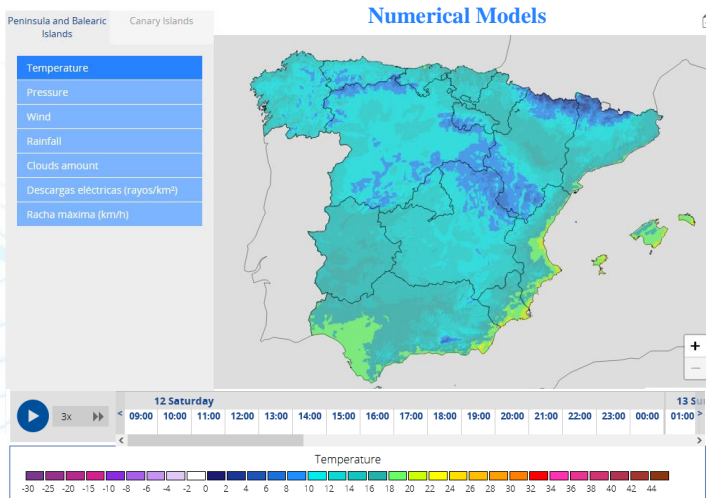 Numerical Models
Peninsula and Balearic
Islands
Canary Islands
Temperature
Pressure
Wind
Rainfall
Clouds amount
Descargas eléctricas (rayos/km²)
Racha máxima (km/h)
+
−
3x
12 Saturday
13 Su
< 09:00 10:00 11:00 12:00 13:00 14:00 15:00 16:00 17:00 18:00 19:00 20:00 21:00 22:00 23:00 00:00 01:00 >
Temperature
-30 -25 -20 -15 -10 -8 -6 -4 -2 0 2 4 6 8 10 12 14 16 18 20 22 24 26 28 30 32 34 36 38 40 42 44